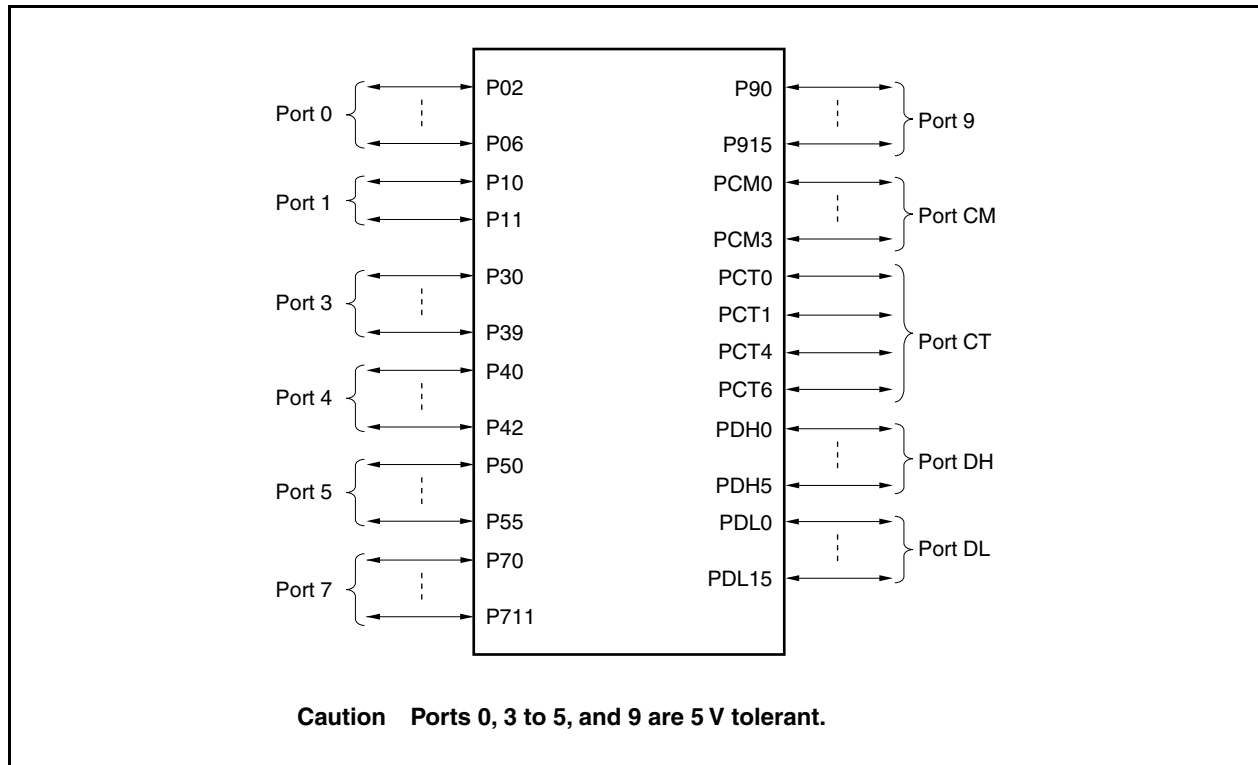 Port 0
P02
P06
Port 1
P10
P11
Port 3
P30
P39
Port 4
P40
P42
Port 5
P50
P55
Port 7
P70
P711
P90
P915
Port 9
PCM0
PCM3
Port CM
PCT0
PCT1
PCT4
PCT6
Port CT
PDH0
PDH5
Port DH
PDL0
PDL15
Port DL
Caution Ports 0, 3 to 5, and 9 are 5 V tolerant.